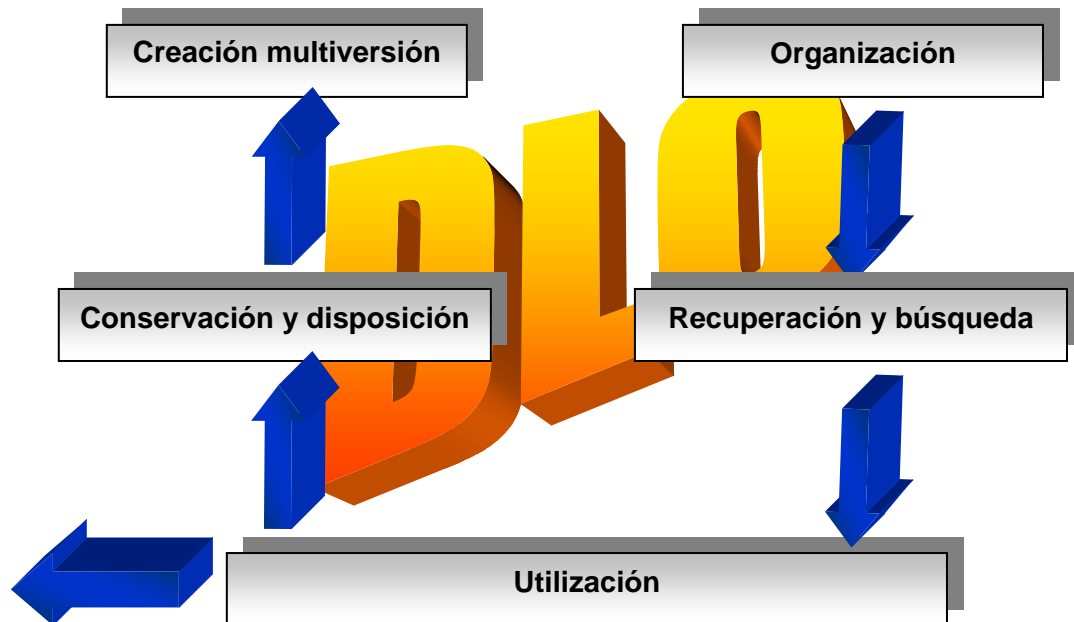 Creación multiversión
Organización
DLO
Conservación y disposición
Recuperación y búsqueda
Utilización